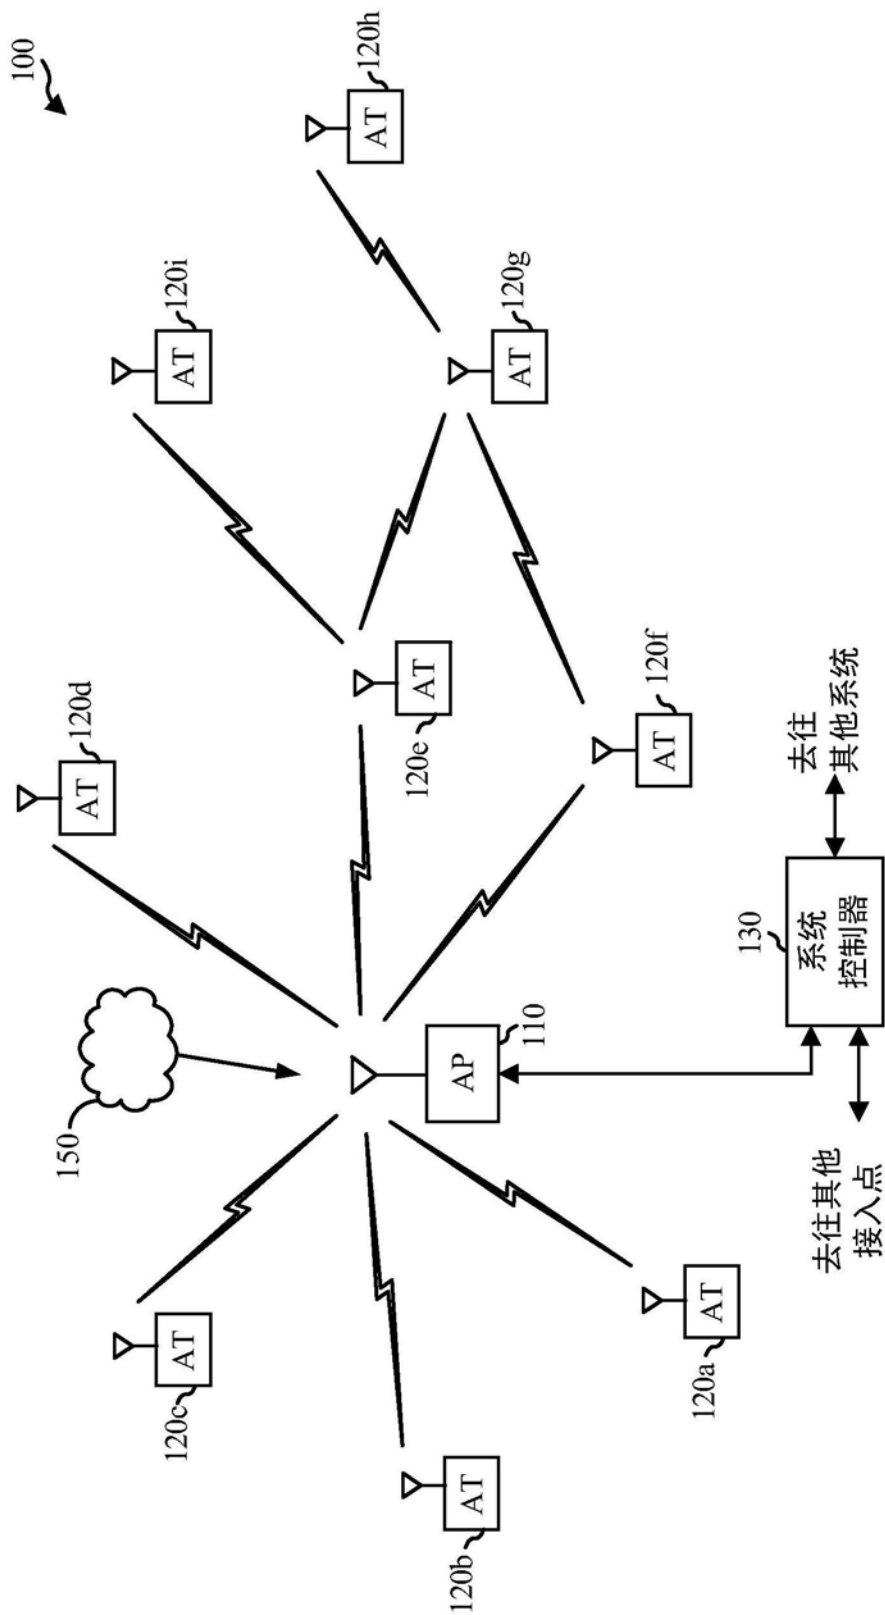 100
150
120d
AT
120c
AT
120i
AT
120h
AT
120e
AT
120b
AT
AP
110
120g
AT
120f
AT
120a
AT
130
系统
控制器
去往
其他系统
去往其他
接入点